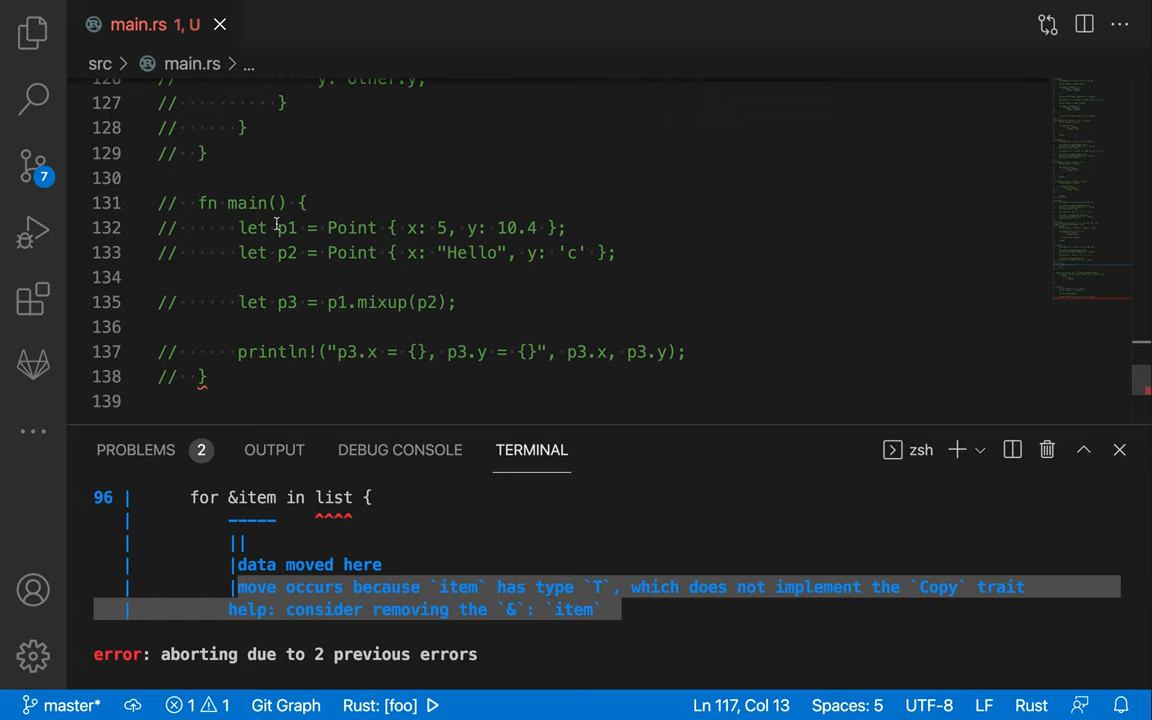 main.rs 1, U
src > main.rs > ...
126 // y: other.y,
127 // }
128 // }
129 // }
130
131 // fn main() {
132 // let p1 = Point { x: 5, y: 10.4 };
133 // let p2 = Point { x: "Hello", y: 'c' };
134
135 // let p3 = p1.mixup(p2);
136
137 // println!("p3.x = {}, p3.y = {}", p3.x, p3.y);
138 // }
139
7
PROBLEMS 2 OUTPUT DEBUG CONSOLE TERMINAL zsh
96 | for &item in list {
| ----- ^^^^
| ||
| |data moved here
| |move occurs because `item` has type `T`, which does not implement the `Copy` trait
| help: consider removing the `&`: `item`
error: aborting due to 2 previous errors
master* 1 1 Git Graph Rust: [foo] Ln 117, Col 13 Spaces: 5 UTF-8 LF Rust